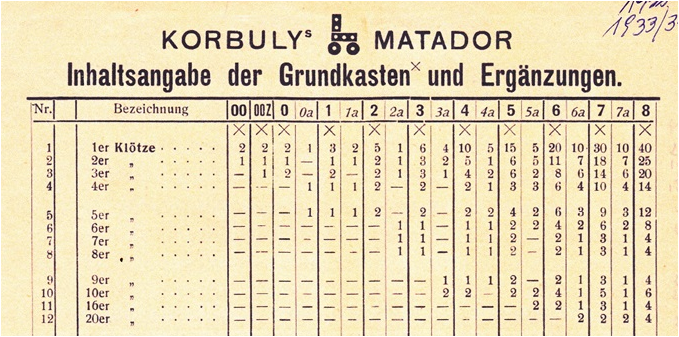 1933/3
KORBULYs MATADOR
Inhaltsangabe der Grundkasten× und Ergänzungen.
Nr. Bezeichnung 00 00Z 0 0a 1 1a 2 2a 3 3a 4 4a 5 5a 6 6a 7 7a 8
× × × × × × × × × × ×
1 1er Klötze . . . . . 2 2 2 1 3 2 5 1 6 4 10 5 15 5 20 10 30 10 40
2 2er „ . . . . . 1 1 1 — 1 1 2 1 3 2 5 1 6 5 11 7 18 7 25
3 3er „ . . . . . — 1 2 — 2 — 2 1 3 1 4 2 6 2 8 6 14 6 20
4 4er „ . . . . . — — — 1 1 1 2 — 2 — 2 1 3 3 6 4 10 4 14
5 5er „ . . . . . — — — 1 1 1 2 — 2 — 2 2 4 2 6 3 9 3 12
6 6er „ . . . . . — — — — — — — 1 1 — 1 1 2 2 4 2 6 2 8
7 7er „ . . . . . — — — — — — — 1 1 — 1 1 2 — 2 1 3 1 4
8 8er „ . . . . . — — — — — — — 1 1 — 1 1 2 — 2 1 3 1 4
9 9er „ . . . . . — — — — — — — — — 1 1 1 2 — 2 1 3 1 4
10 10er „ . . . . . — — — — — — — — — 2 2 — 2 2 4 1 5 1 6
11 16er „ . . . . . — — — — — — — — — — — — — 2 2 1 3 1 4
12 20er „ . . . . . — — — — — — — — — — — — — — — 2 2 2 4